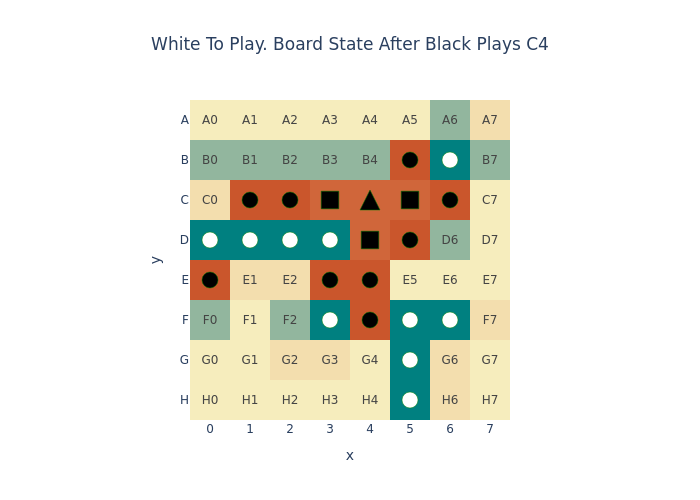 White To Play. Board State After Black Plays C4
A A0 A1 A2 A3 A4 A5 A6 A7
B B0 B1 B2 B3 B4 B7
C C0 C7
D D6 D7
E E1 E2 E5 E6 E7
F F0 F1 F2 F7
G G0 G1 G2 G3 G4 G6 G7
H H0 H1 H2 H3 H4 H6 H7
0 1 2 3 4 5 6 7
x
y